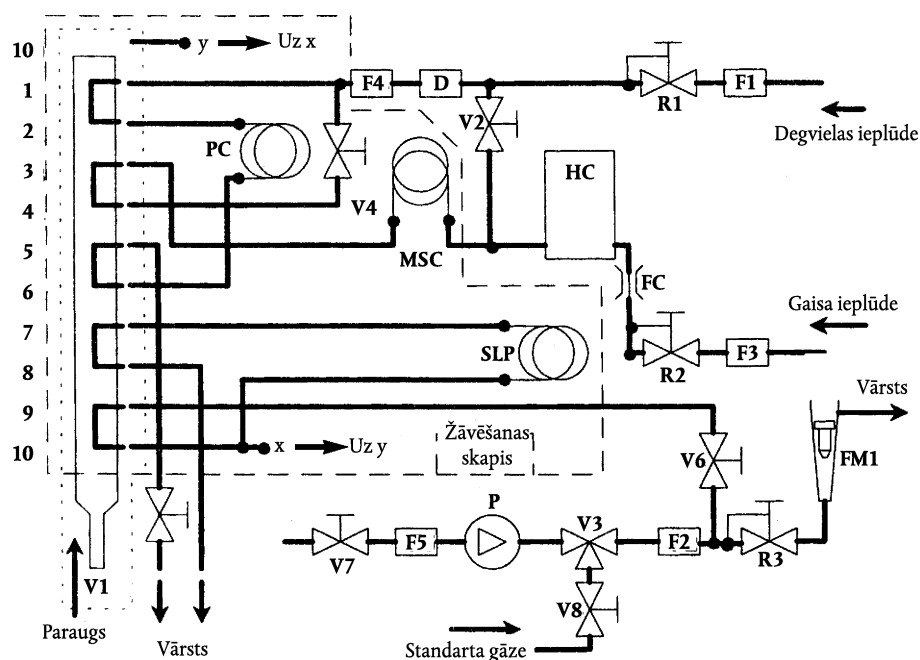 10
1
2
3
4
5
6
7
8
9
10
y
Uz x
F4
D
V2
R1
F1
Degvielas ieplūde
PC
V4
MSC
HC
FC
Gaisa ieplūde
R2
F3
SLP
Vārsts
FM1
Žāvēšanas
skapis
x
Uz y
V6
P
V3
F5
F2
V7
R3
V8
V1
Paraugs
Vārsts
Standarta gāze